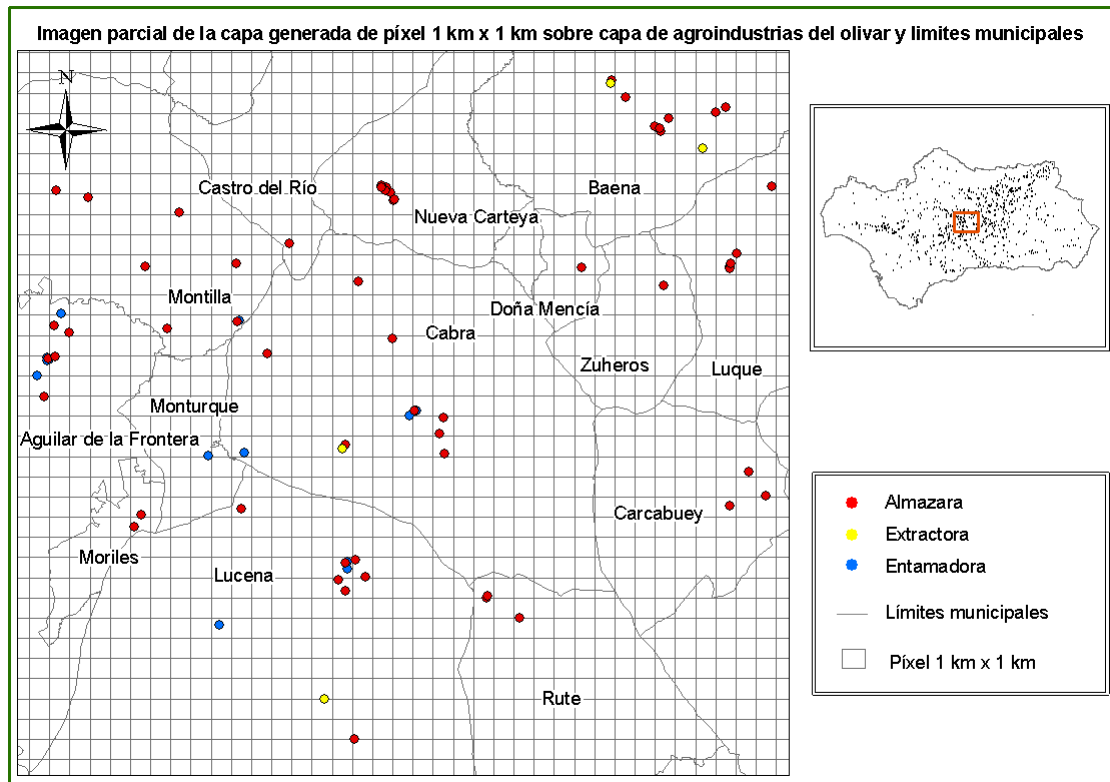 Imagen parcial de la capa generada de píxel 1 km x 1 km sobre capa de agroindustrias del olivar y limites municipales
N
Castro del Río
Baena
Nueva Carteya
Montilla
Doña Mencía
Cabra
Zuheros
Luque
Monturque
Aguilar de la Frontera
Carcabuey
Moriles
Lucena
Rute
Almazara
Extractora
Entamadora
Límites municipales
Píxel 1 km x 1 km